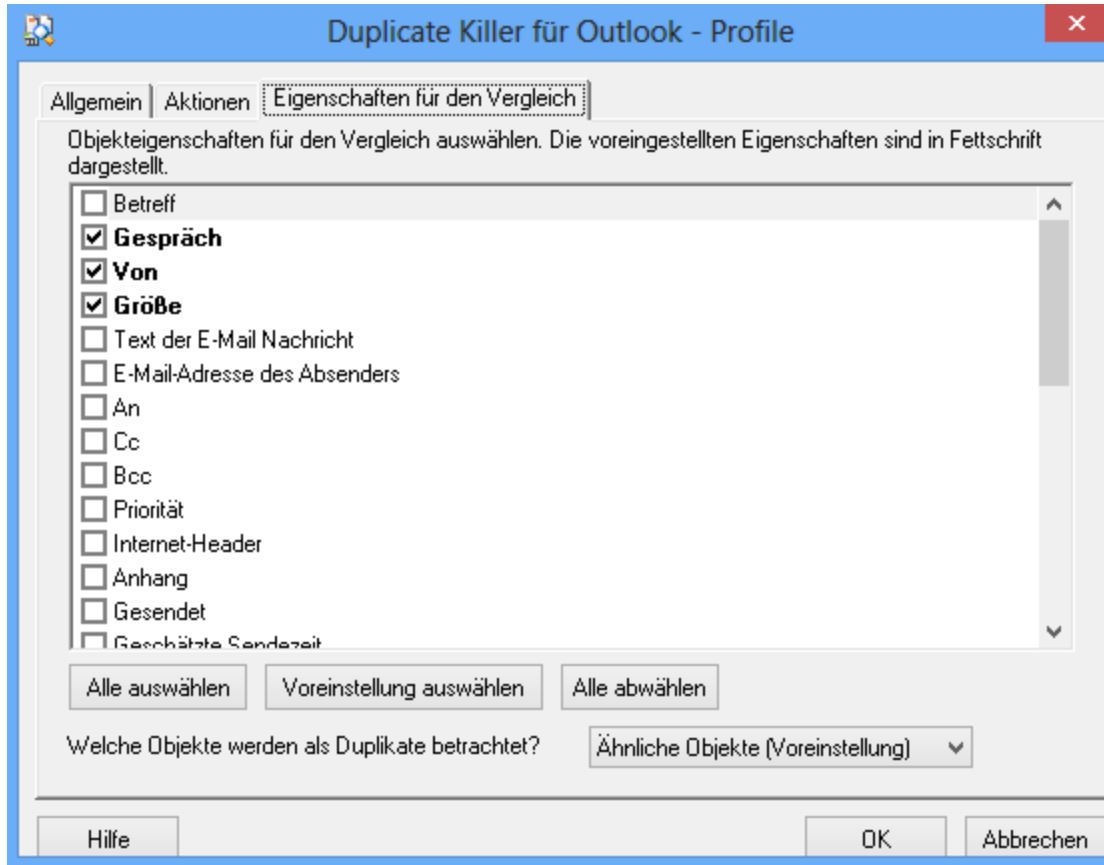 Duplicate Killer für Outlook - Profile
Allgemein
Aktionen
Eigenschaften für den Vergleich
Objekteigenschaften für den Vergleich auswählen. Die voreingestellten Eigenschaften sind in Fettschrift
dargestellt.
Betreff
Gespräch
Von
Größe
Text der E-Mail Nachricht
E-Mail-Adresse des Absenders
An
Cc
Bcc
Priorität
Internet-Header
Anhang
Gesendet
Geschätzte Sendezeit
Alle auswählen
Voreinstellung auswählen
Alle abwählen
Welche Objekte werden als Duplikate betrachtet?
Ähnliche Objekte (Voreinstellung)
Hilfe
OK
Abbrechen